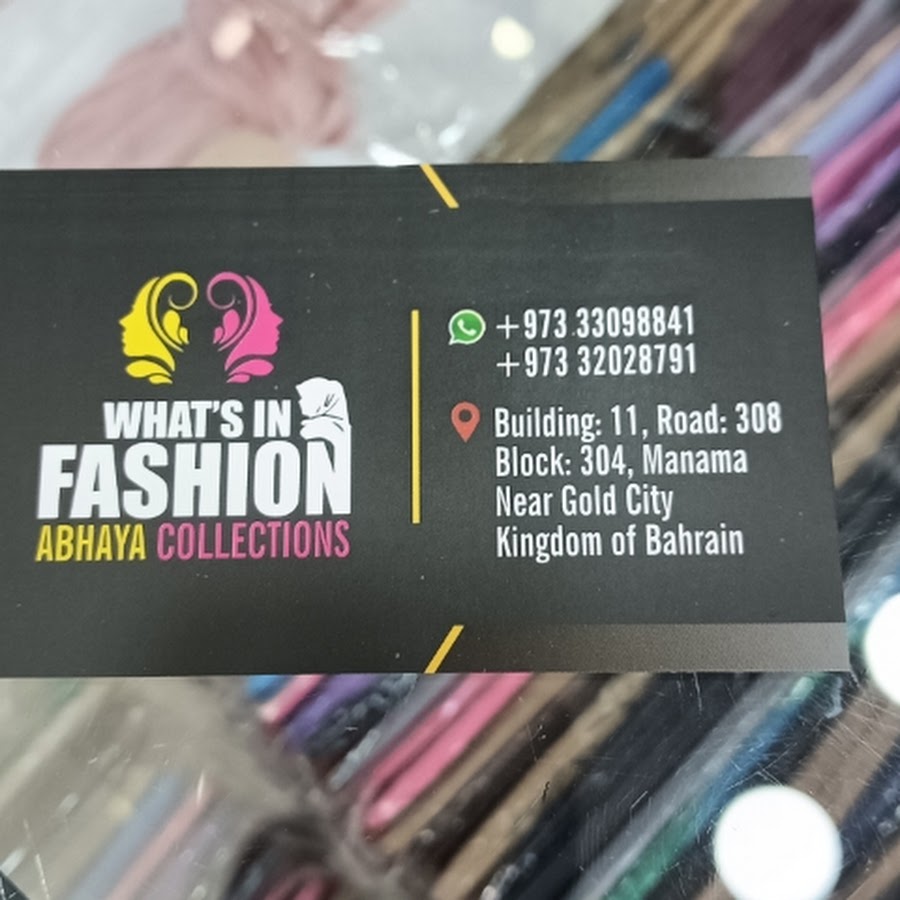 WHAT'S IN
FASHION
ABHAYA COLLECTIONS
+973 33098841
+973 32028791
Building: 11, Road: 308
Block: 304, Manama
Near Gold City
Kingdom of Bahrain